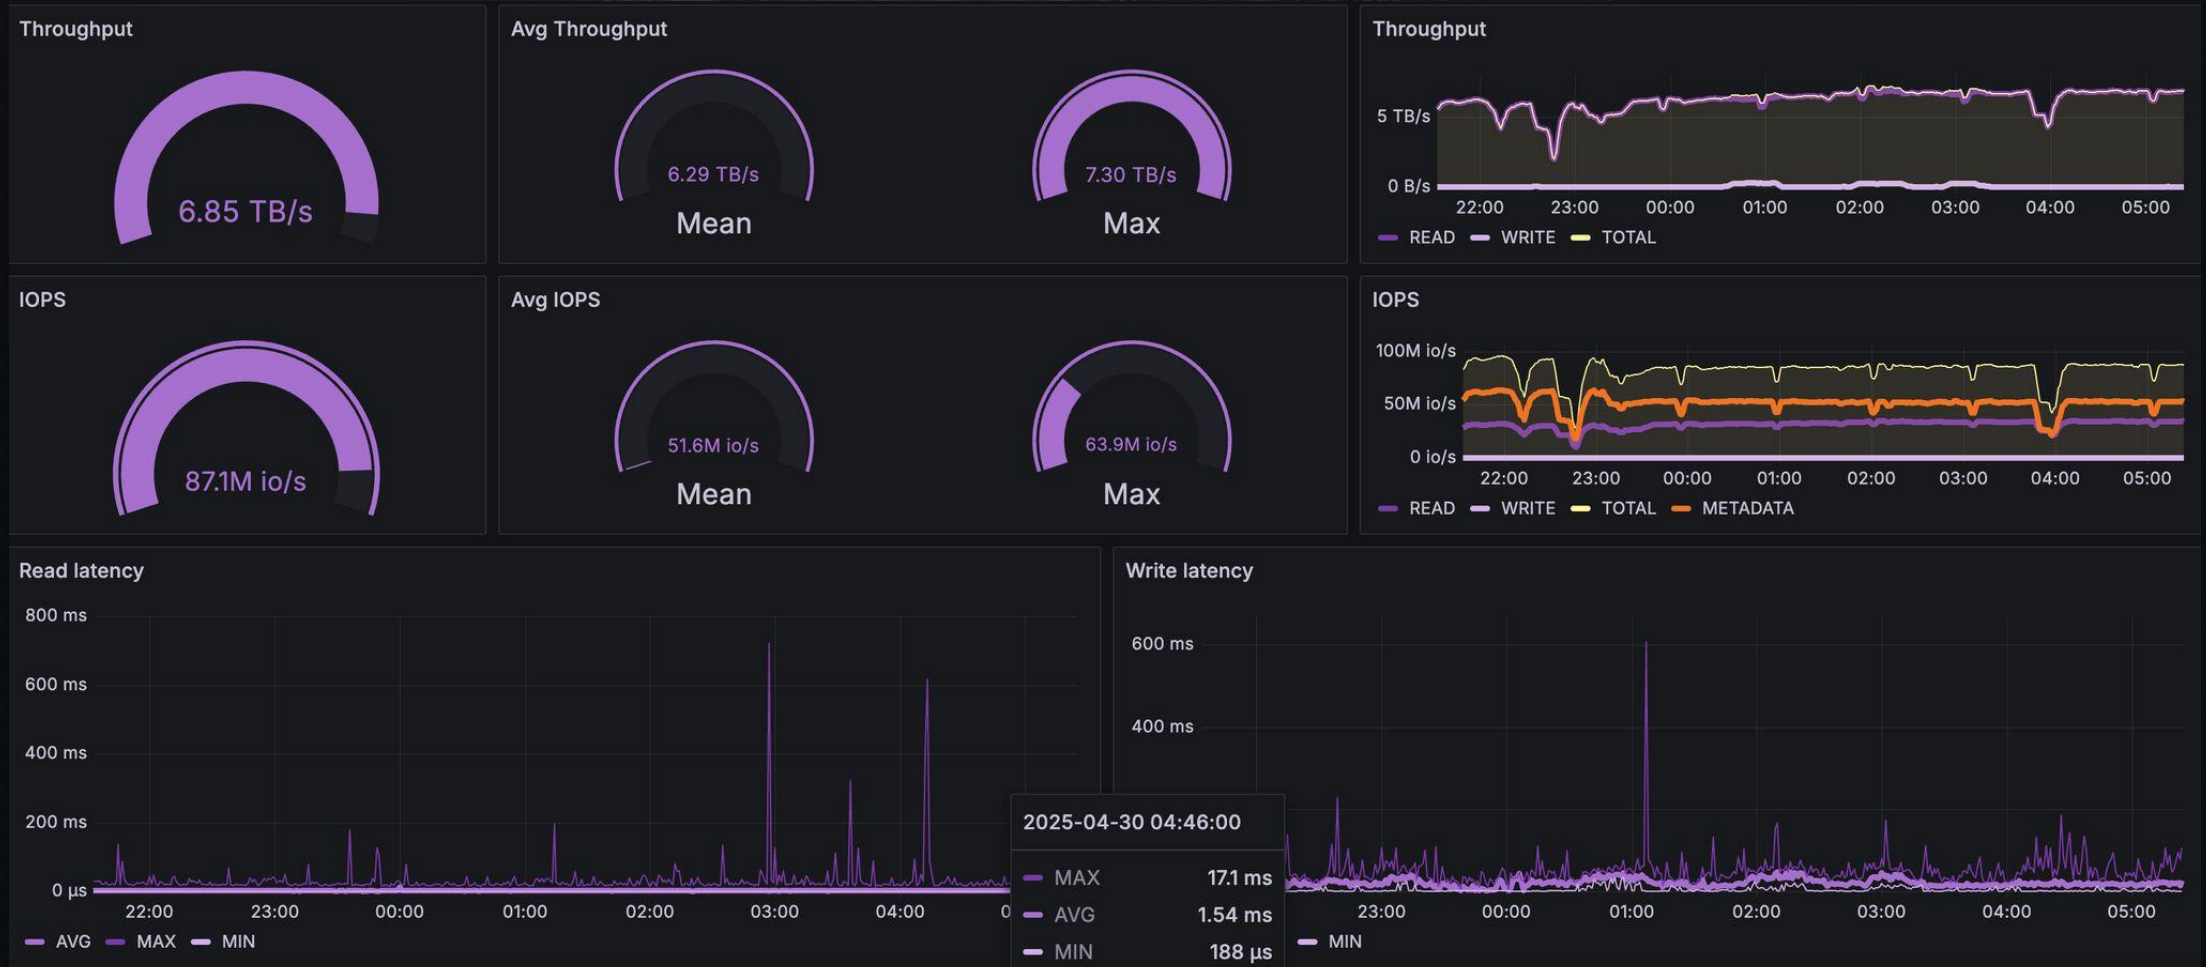 Throughput
6.85 TB/s
Avg Throughput
6.29 TB/s
Mean
7.30 TB/s
Max
Throughput
5 TB/s
0 B/s
22:00 23:00 00:00 01:00 02:00 03:00 04:00 05:00
READ WRITE TOTAL
IOPS
87.1M io/s
Avg IOPS
51.6M io/s
Mean
63.9M io/s
Max
IOPS
100M io/s
50M io/s
0 io/s
22:00 23:00 00:00 01:00 02:00 03:00 04:00 05:00
READ WRITE TOTAL METADATA
Read latency
800 ms
600 ms
400 ms
200 ms
0 µs
22:00 23:00 00:00 01:00 02:00 03:00 04:00 0
AVG MAX MIN
2025-04-30 04:46:00
MAX 17.1 ms
AVG 1.54 ms
MIN 188 µs
Write latency
600 ms
400 ms
23:00 00:00 01:00 02:00 03:00 04:00 05:00
MIN